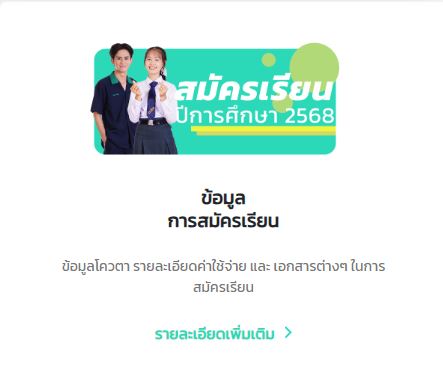 สมัครเรียน
ปีการศึกษา 2568
ข้อมูล
การสมัครเรียน
ข้อมูลโควตา รายละเอียดค่าใช้จ่าย และ เอกสารต่างๆ ในการ
สมัครเรียน
รายละเอียดเพิ่มเติม